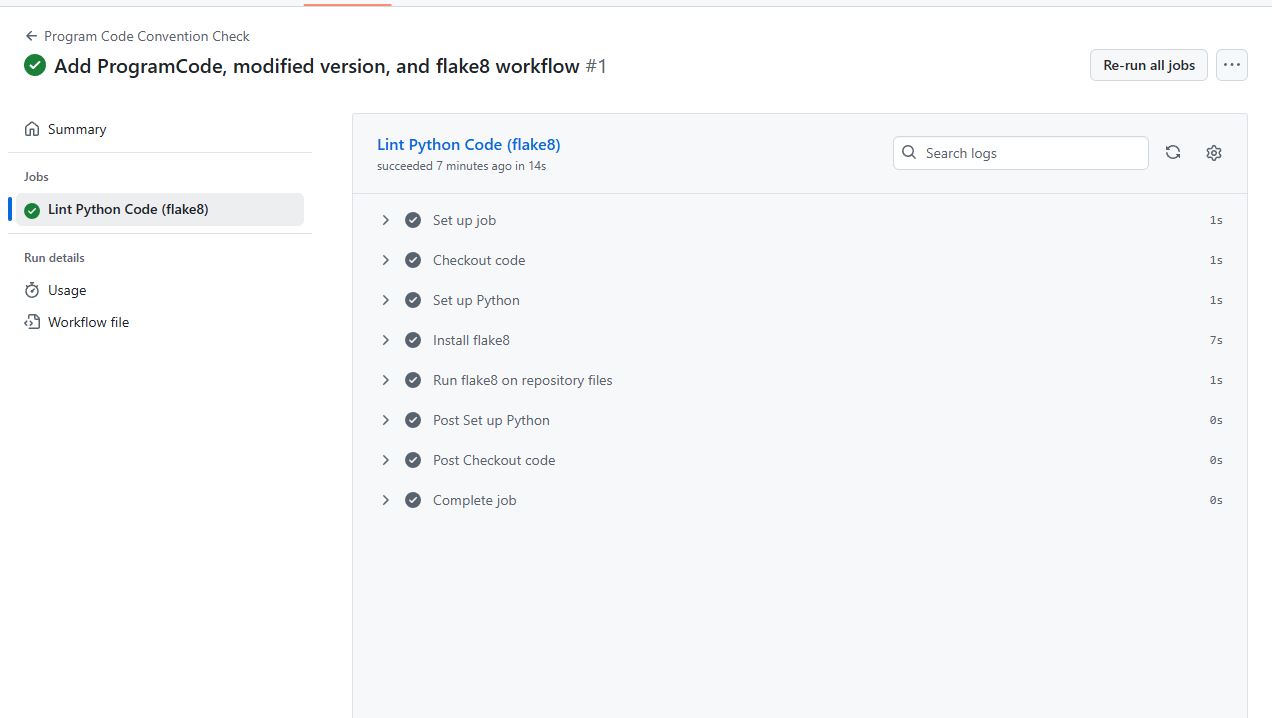 Program Code Convention Check
Add ProgramCode, modified version, and flake8 workflow #1
Re-run all jobs
Summary
Jobs
Lint Python Code (flake8)
Run details
Usage
Workflow file
Lint Python Code (flake8)
succeeded 7 minutes ago in 14s
Search logs
Set up job 1s
Checkout code 1s
Set up Python 1s
Install flake8 7s
Run flake8 on repository files 1s
Post Set up Python 0s
Post Checkout code 0s
Complete job 0s